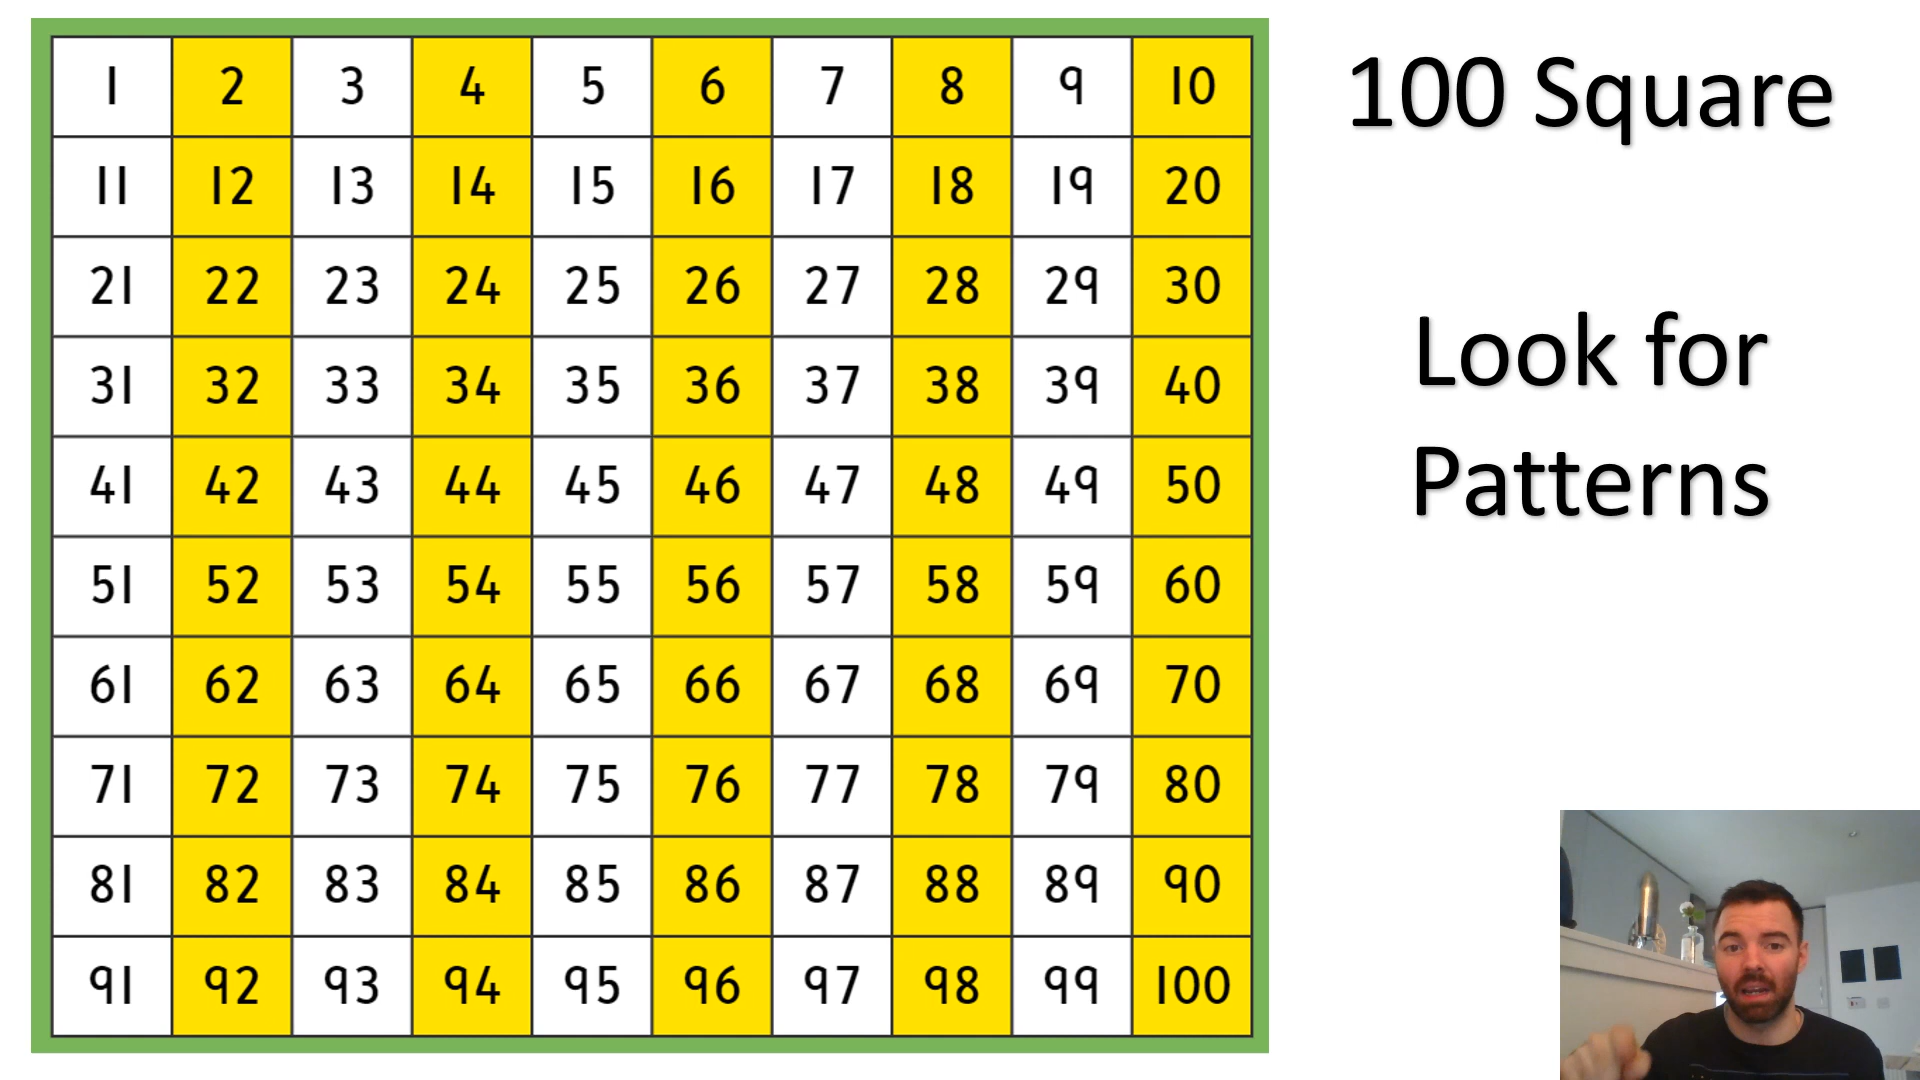 1 2 3 4 5 6 7 8 9 10
11 12 13 14 15 16 17 18 19 20
21 22 23 24 25 26 27 28 29 30
31 32 33 34 35 36 37 38 39 40
41 42 43 44 45 46 47 48 49 50
51 52 53 54 55 56 57 58 59 60
61 62 63 64 65 66 67 68 69 70
71 72 73 74 75 76 77 78 79 80
81 82 83 84 85 86 87 88 89 90
91 92 93 94 95 96 97 98 99 100
100 Square
Look for
Patterns